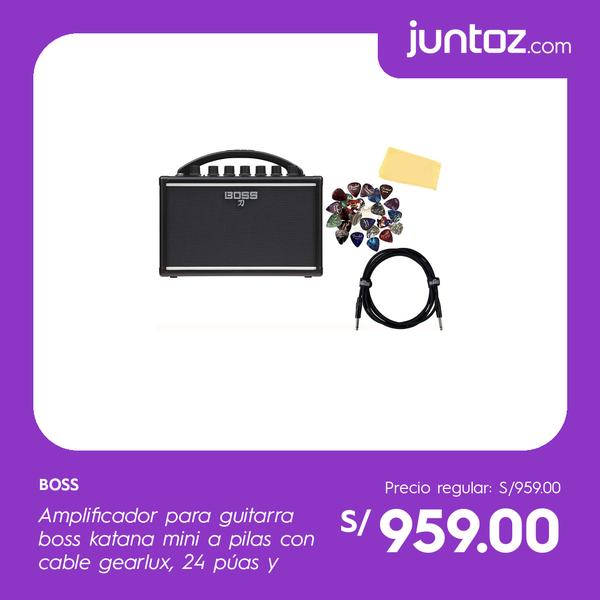 juntoz.com
BOSS
刀
BOSS
Precio regular: S/959.00
Amplificador para guitarra
boss katana mini a pilas con
cable gearlux, 24 púas y
S/ 959.00